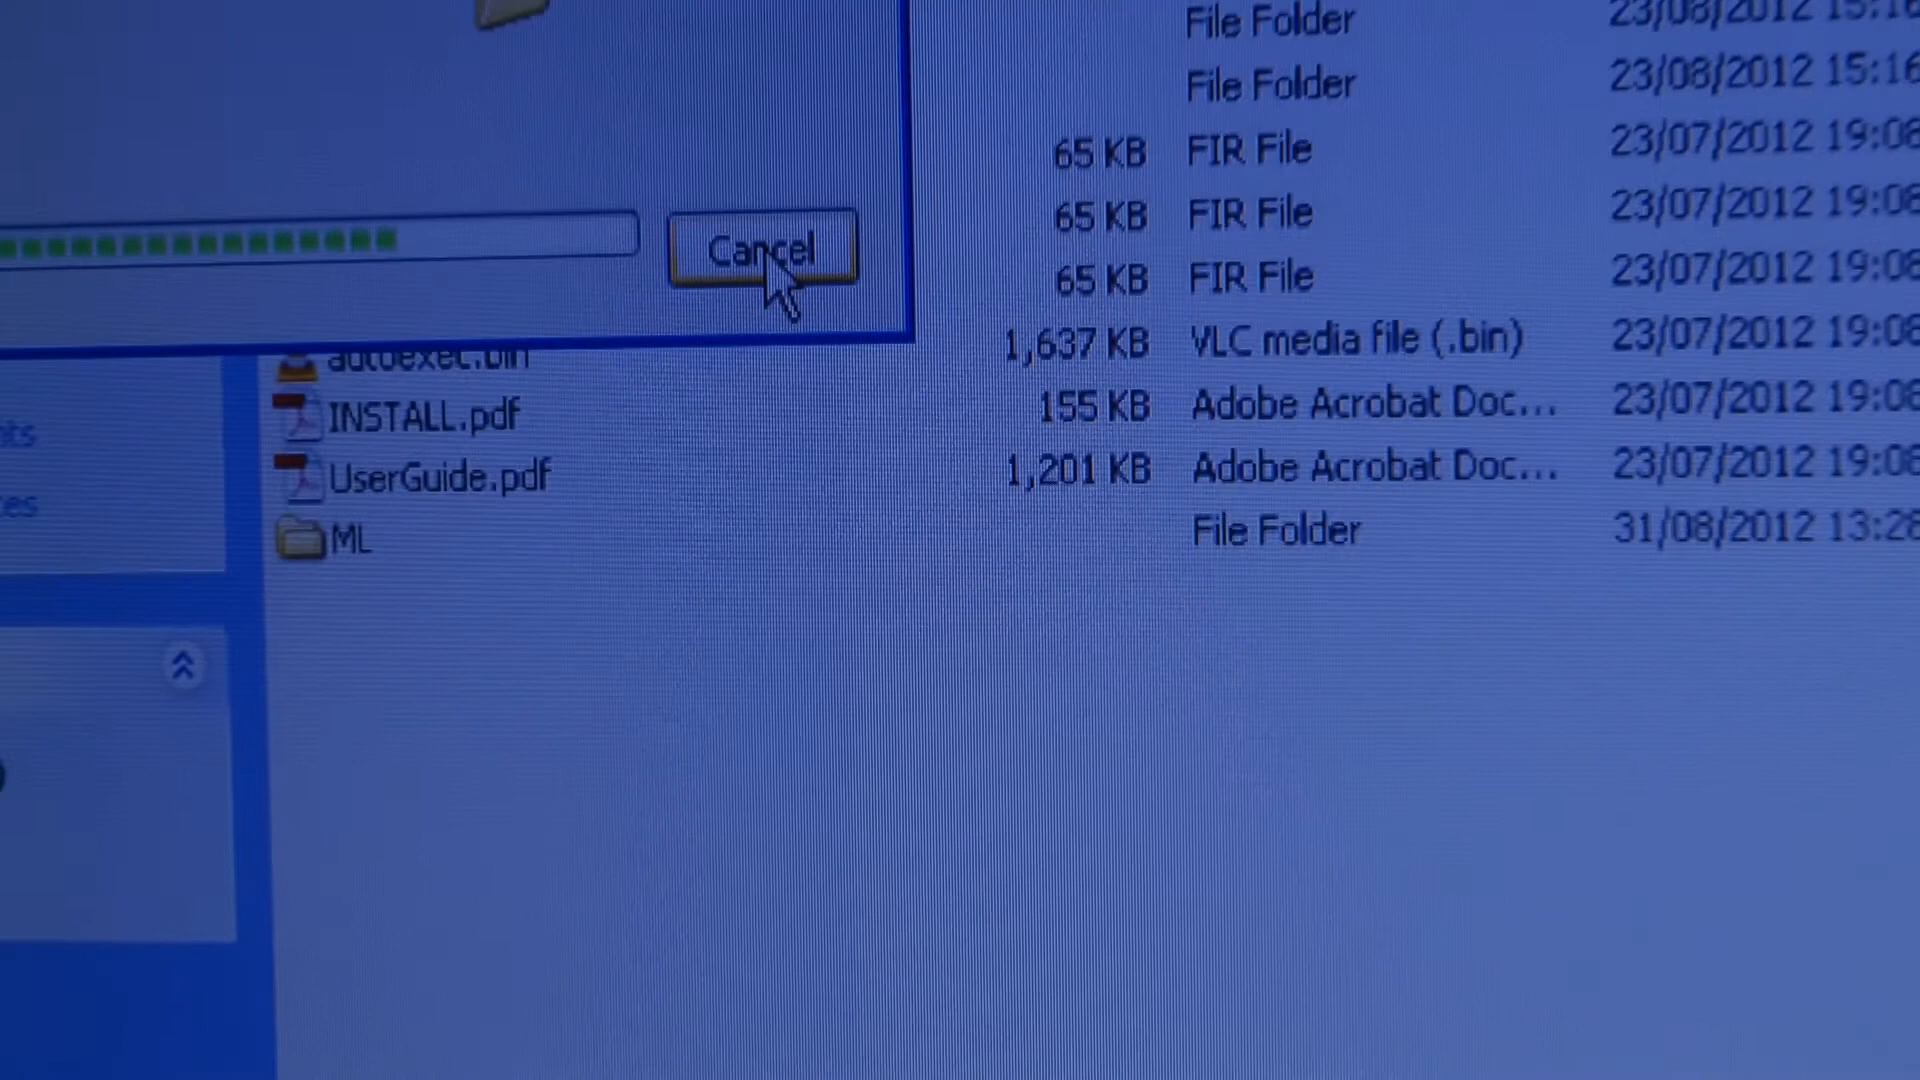 File Folder 23/08/2012 15:16
File Folder 23/08/2012 15:16
65 KB FIR File 23/07/2012 19:08
65 KB FIR File 23/07/2012 19:08
Cancel
65 KB FIR File 23/07/2012 19:08
autoexec.bin 1,637 KB VLC media file (.bin) 23/07/2012 19:08
INSTALL.pdf 155 KB Adobe Acrobat Doc... 23/07/2012 19:08
UserGuide.pdf 1,201 KB Adobe Acrobat Doc... 23/07/2012 19:08
ML File Folder 31/08/2012 13:28